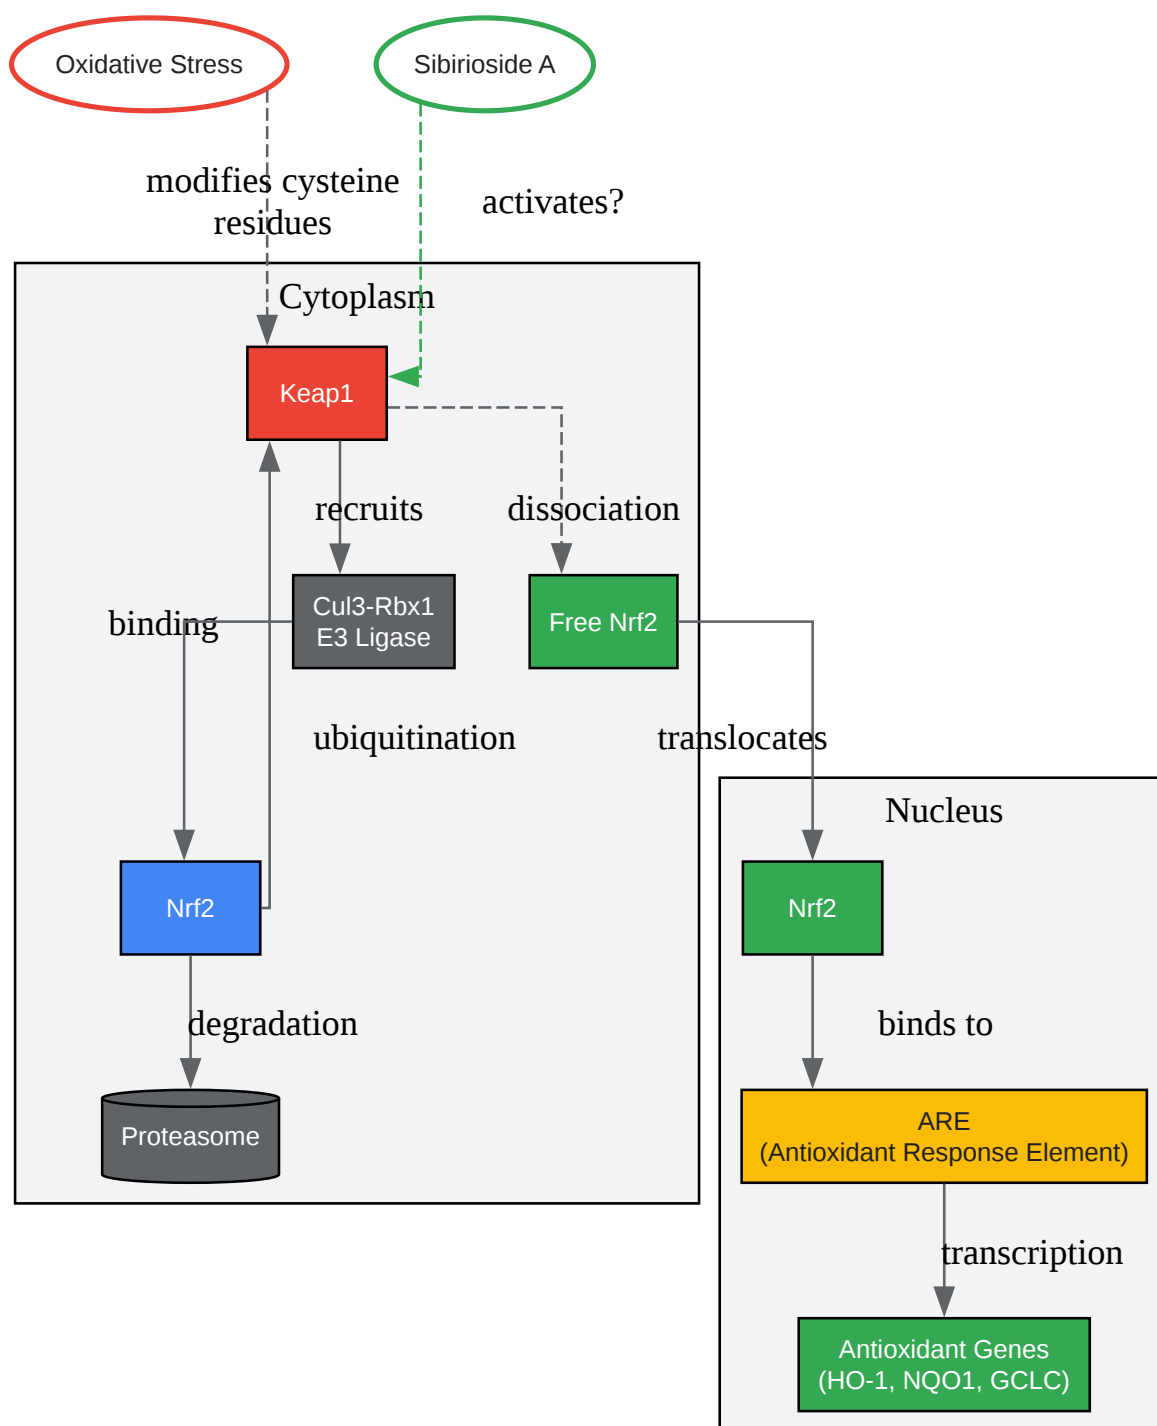 Oxidative Stress
Sibirioside A
modifies cysteine
residues
activates?
Cytoplasm
Keap1
recruits
dissociation
Cul3-Rbx1
E3 Ligase
Free Nrf2
binding
ubiquitination
translocates
Nucleus
Nrf2
Nrf2
degradation
binds to
Proteasome
ARE
(Antioxidant Response Element)
transcription
Antioxidant Genes
(HO-1, NQO1, GCLC)